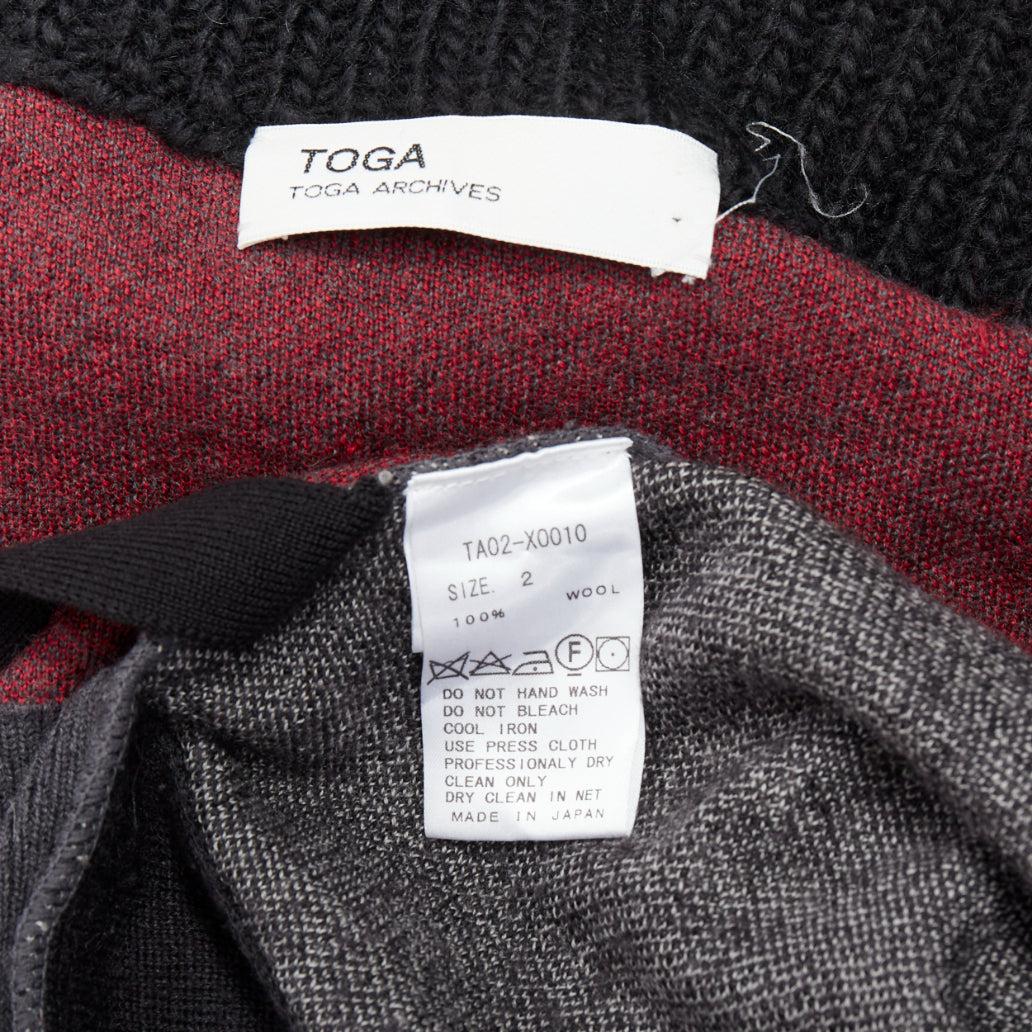 TOGA
TOGA ARCHIVES
TA02-X0010
SIZE. 2
100% WOOL
F
DO NOT HAND WASH
DO NOT BLEACH
COOL IRON
USE PRESS CLOTH
PROFESSIONALY DRY
CLEAN ONLY
DRY CLEAN IN NET
MADE IN JAPAN